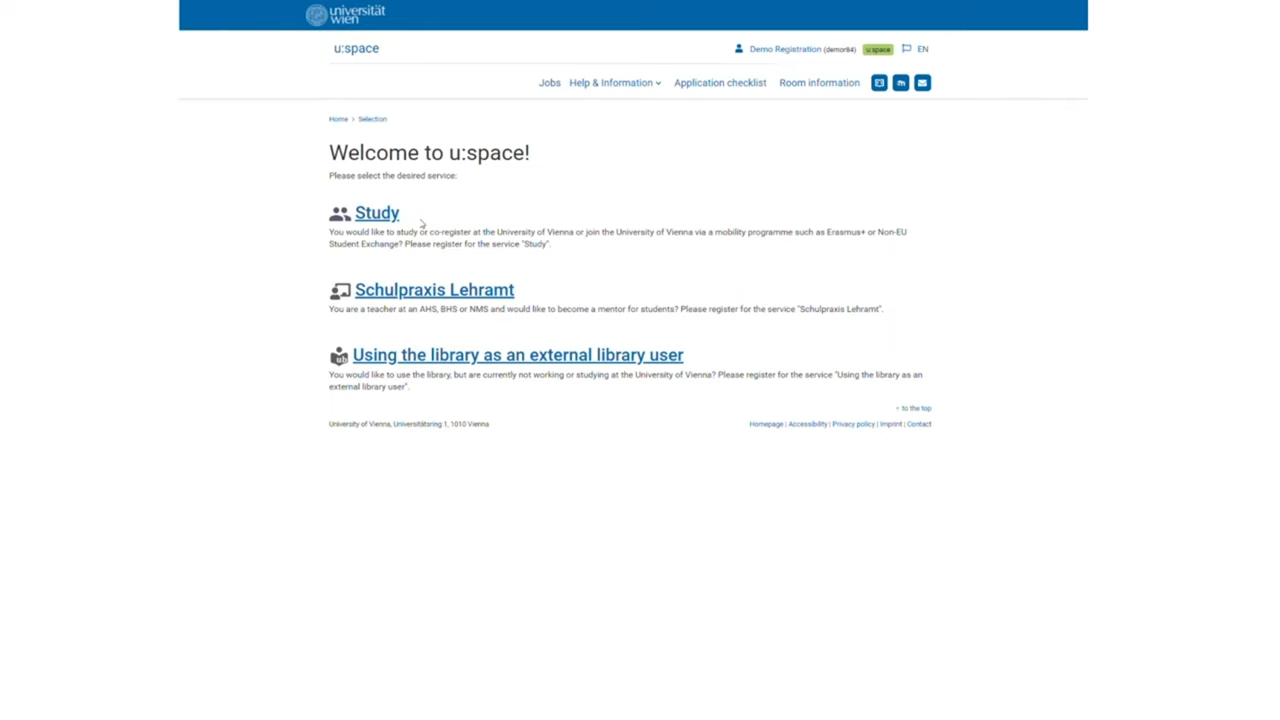 universität
wien
u:space
Demo Registration (demor84) u:space EN
Jobs Help & Information Application checklist Room information
Home > Selection
Welcome to u:space!
Please select the desired service:
Study
You would like to study or co-register at the University of Vienna or join the University of Vienna via a mobility programme such as Erasmus+ or Non-EU
Student Exchange? Please register for the service "Study".
Schulpraxis Lehramt
You are a teacher at an AHS, BHS or NMS and would like to become a mentor for students? Please register for the service "Schulpraxis Lehramt".
ub
Using the library as an external library user
You would like to use the library, but are currently not working or studying at the University of Vienna? Please register for the service "Using the library as an
external library user".
to the top
University of Vienna, Universitätsring 1, 1010 Vienna
Homepage | Accessibility | Privacy policy | Imprint | Contact